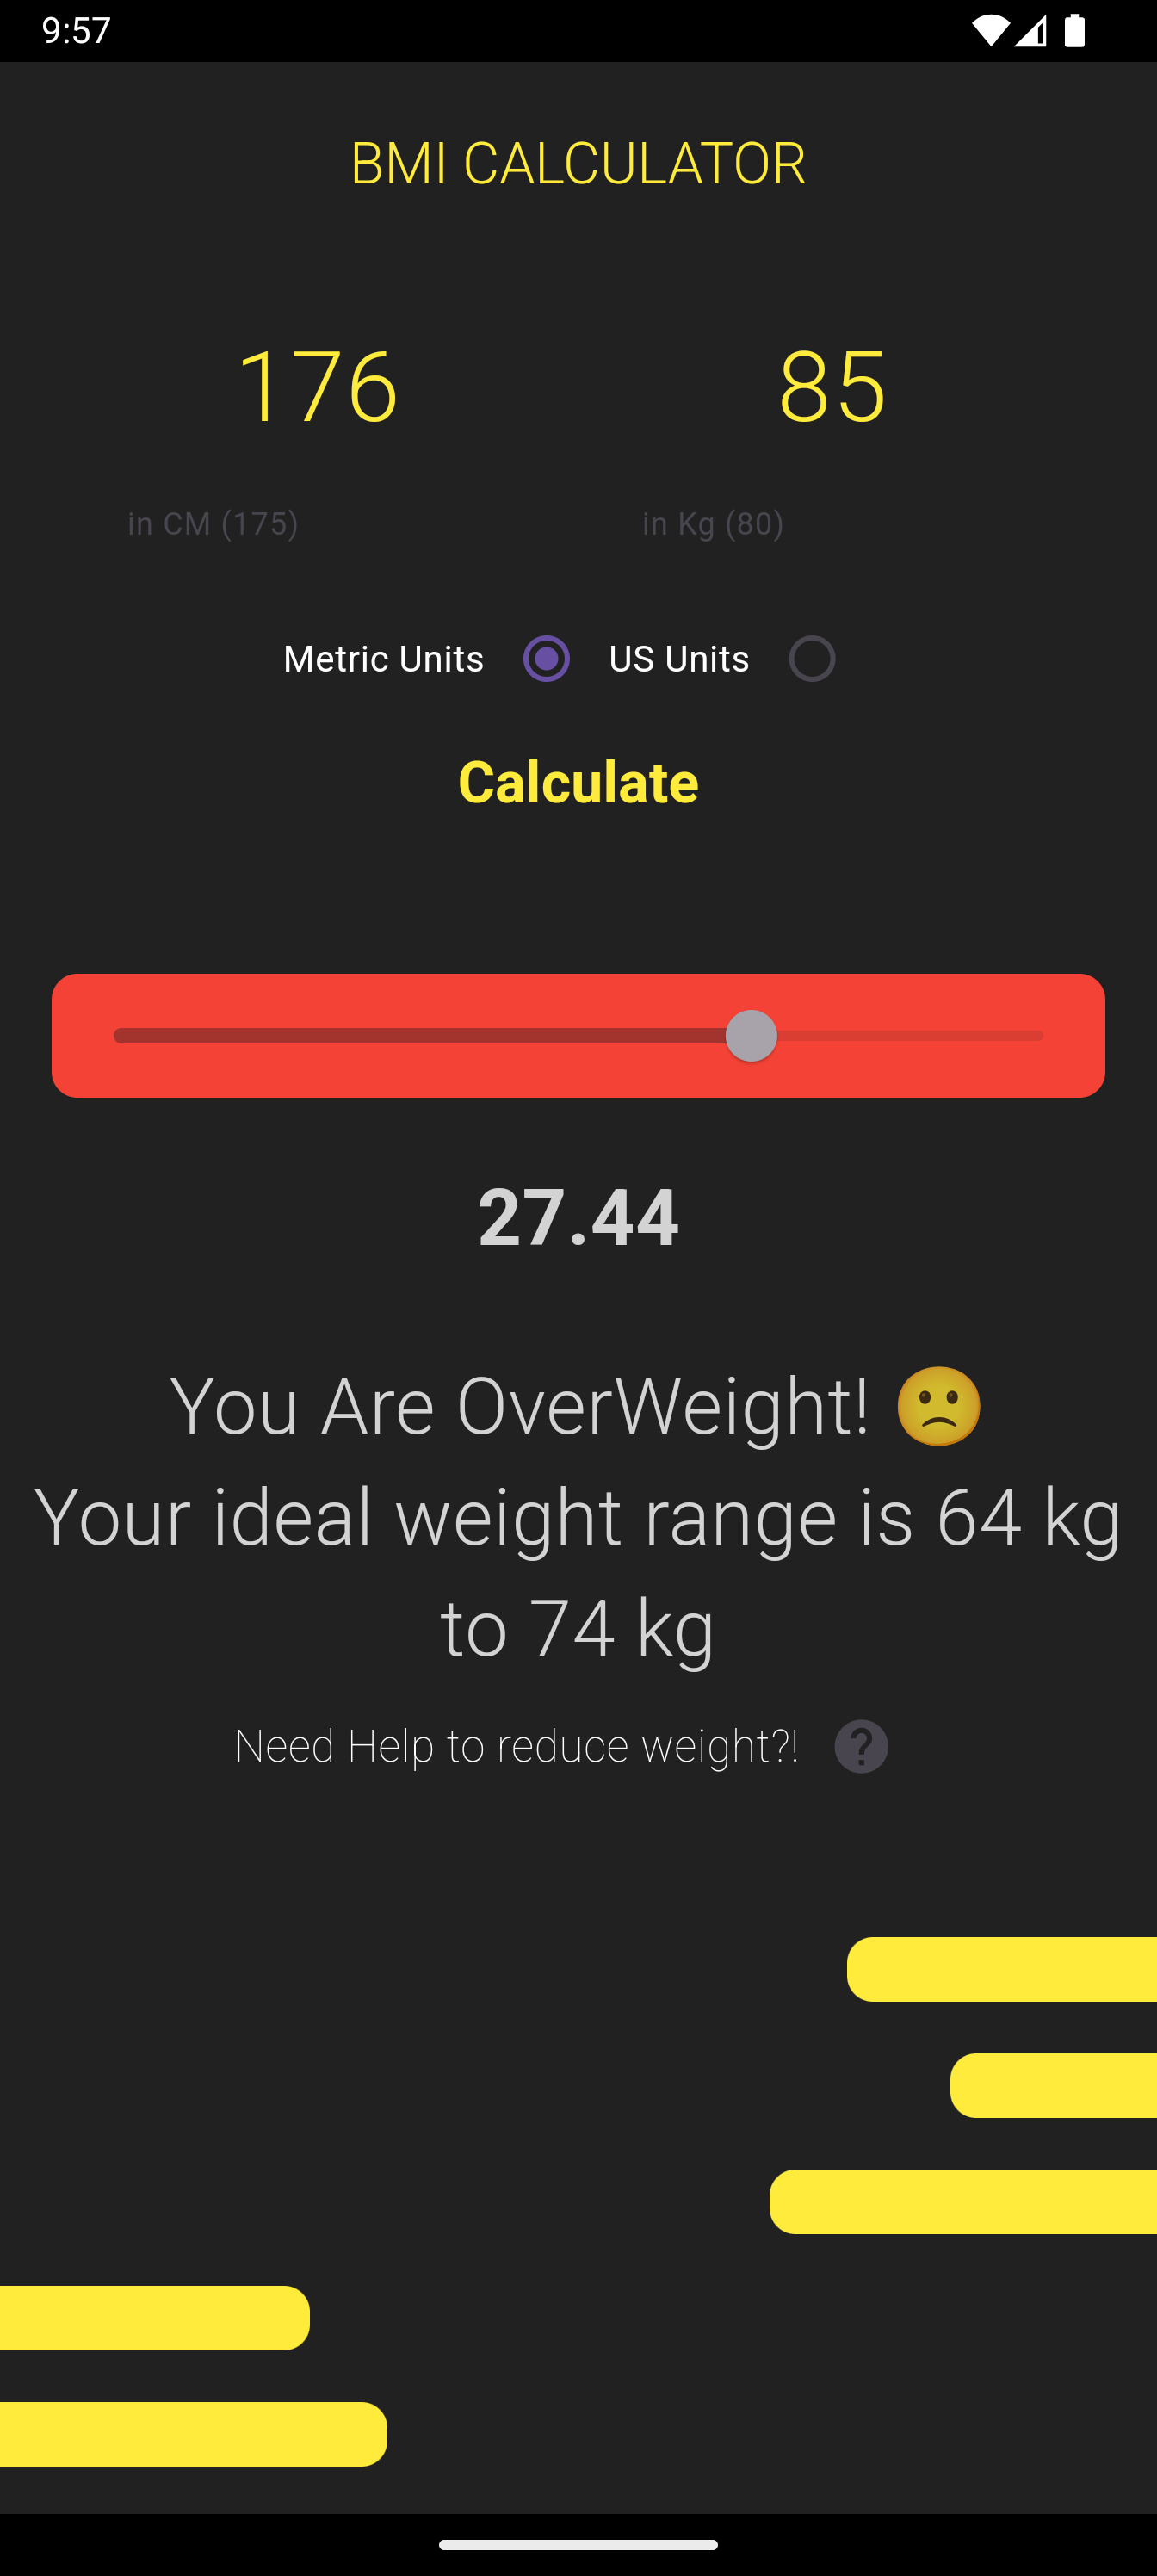 9:57
BMI CALCULATOR
176 85
in CM (175) in Kg (80)
Metric Units US Units
Calculate
27.44
You Are OverWeight! 🙁
Your ideal weight range is 64 kg
to 74 kg
Need Help to reduce weight?!